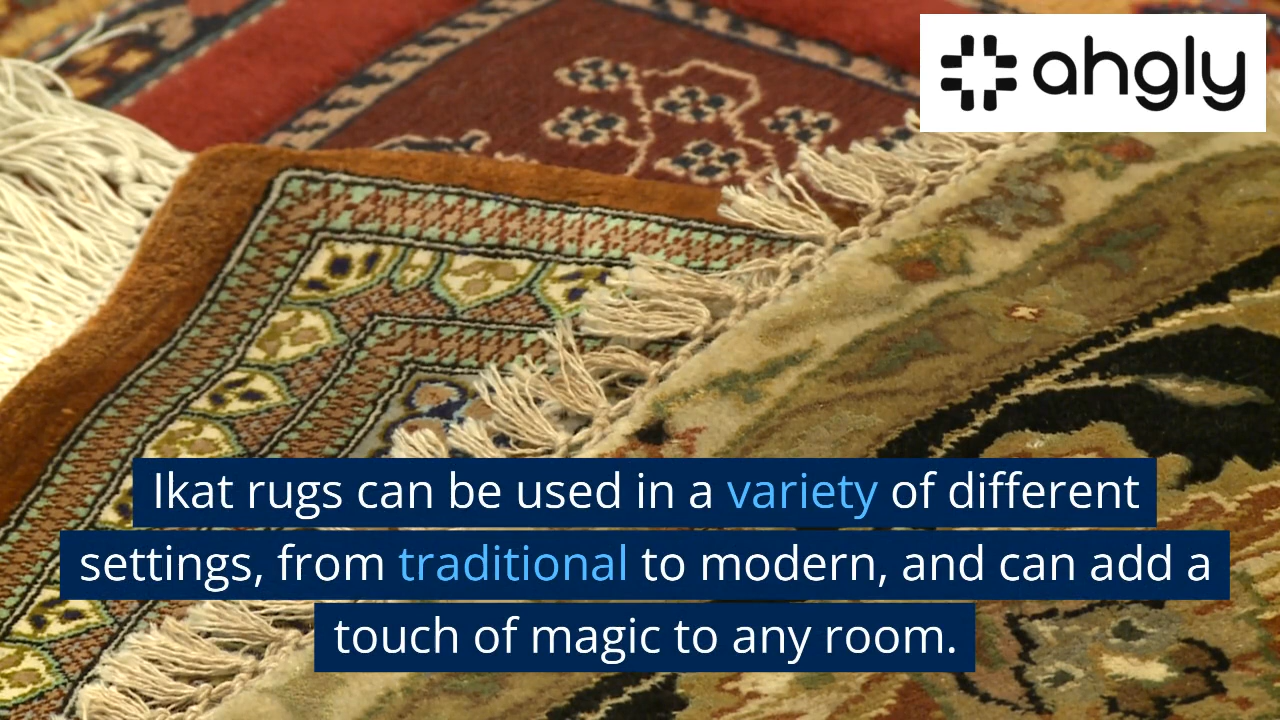 ahgly
Ikat rugs can be used in a variety of different
settings, from traditional to modern, and can add a
touch of magic to any room.